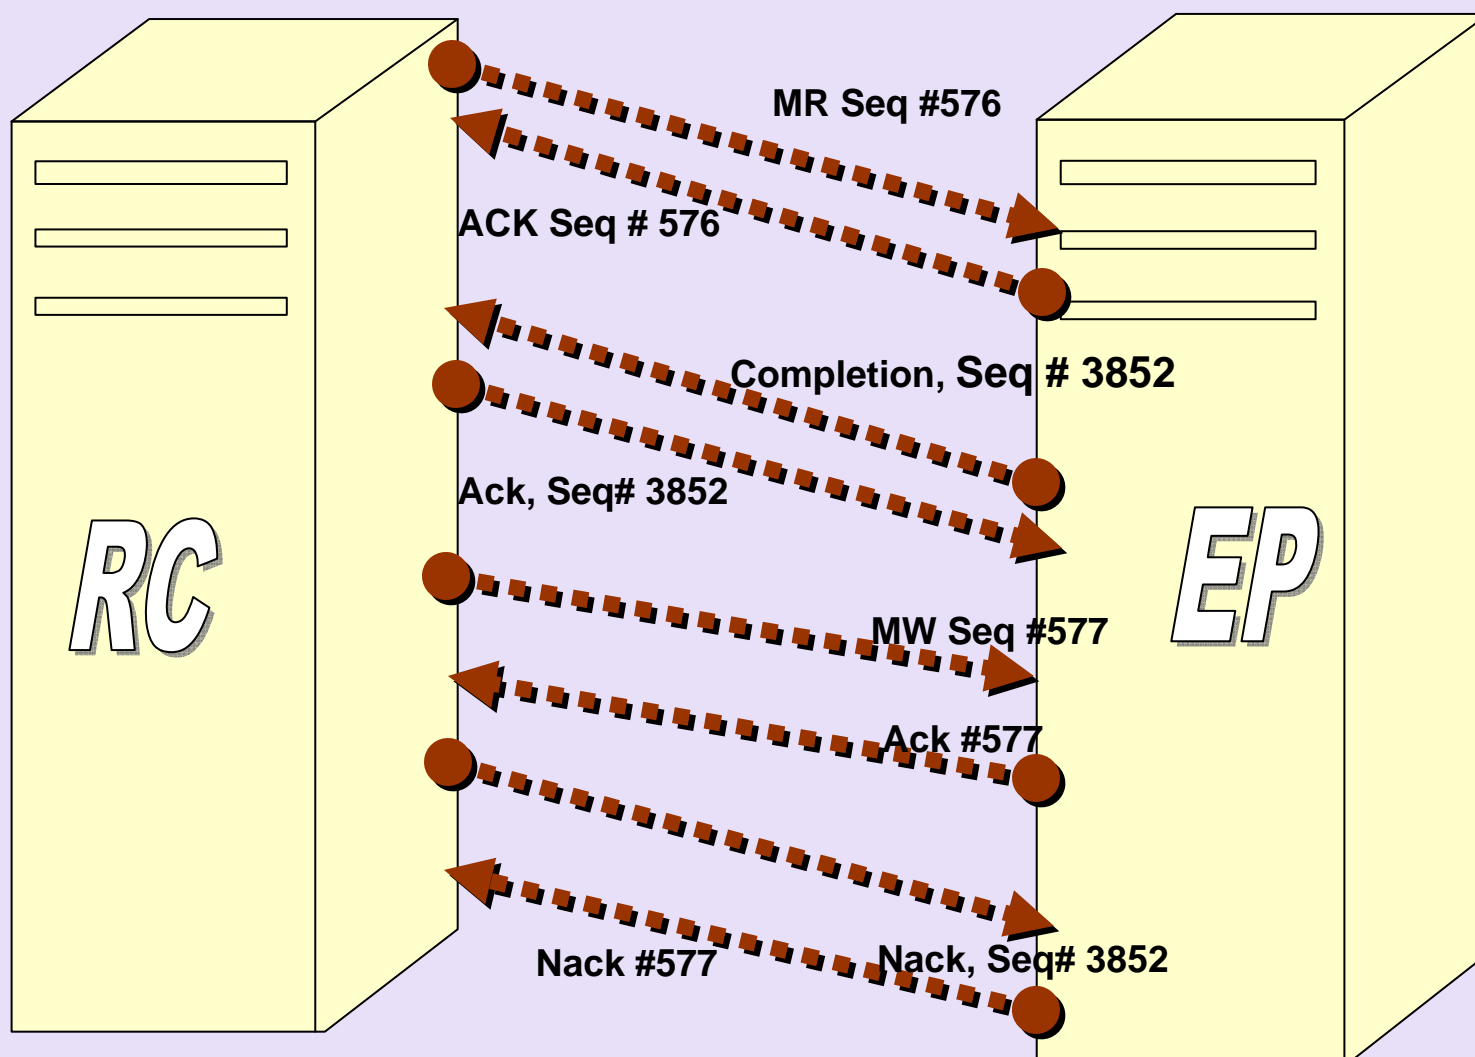 MR Seq #576
ACK Seq # 576
Completion, Seq # 3852
Ack, Seq# 3852
RC
EP
MW Seq #577
Ack #577
Nack #577
Nack, Seq# 3852